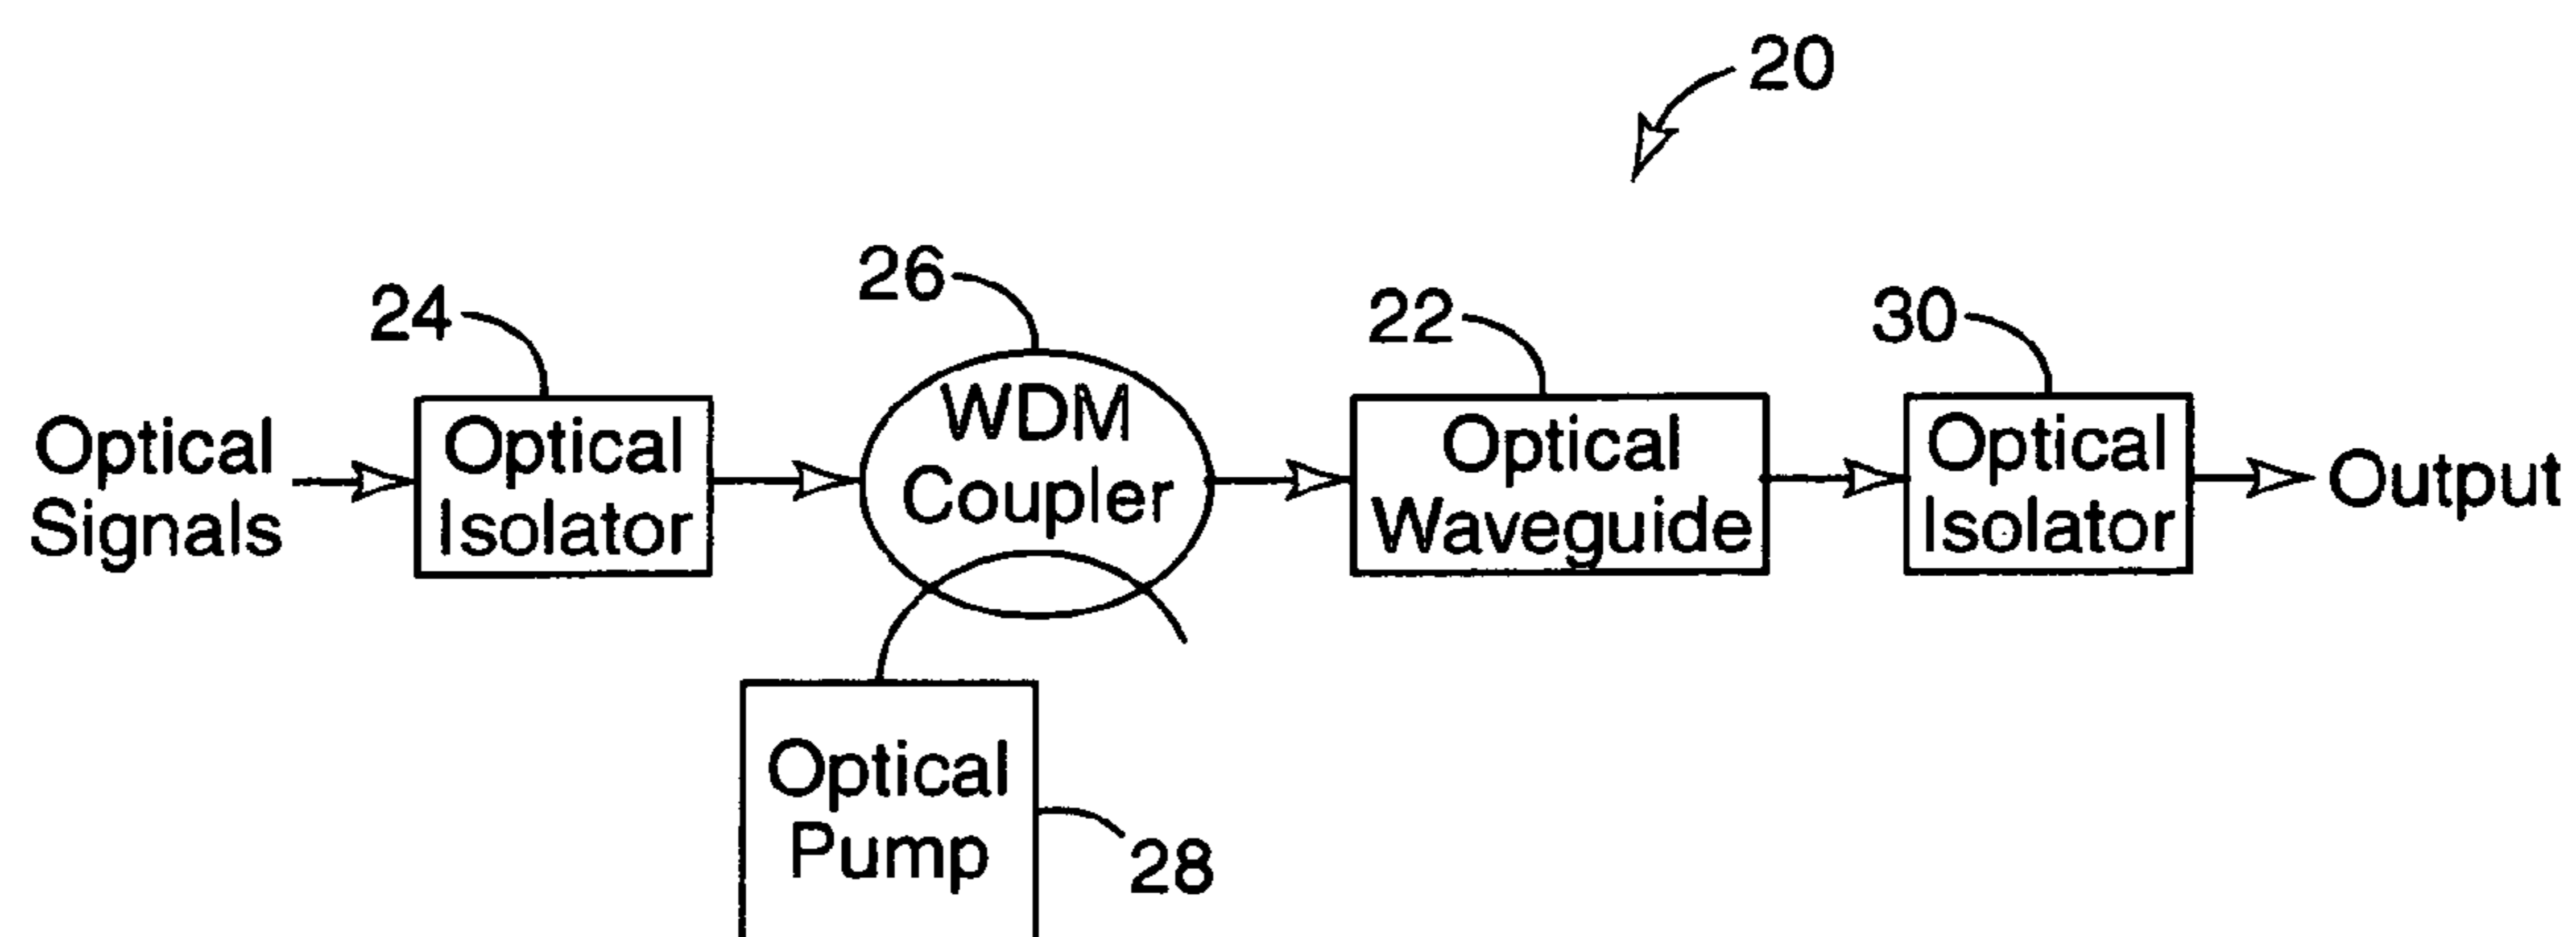 20
26
24
22
30
Optical
Signals
Optical
Isolator
WDM
Coupler
Optical
Waveguide
Optical
Isolator
Output
Optical
Pump
28